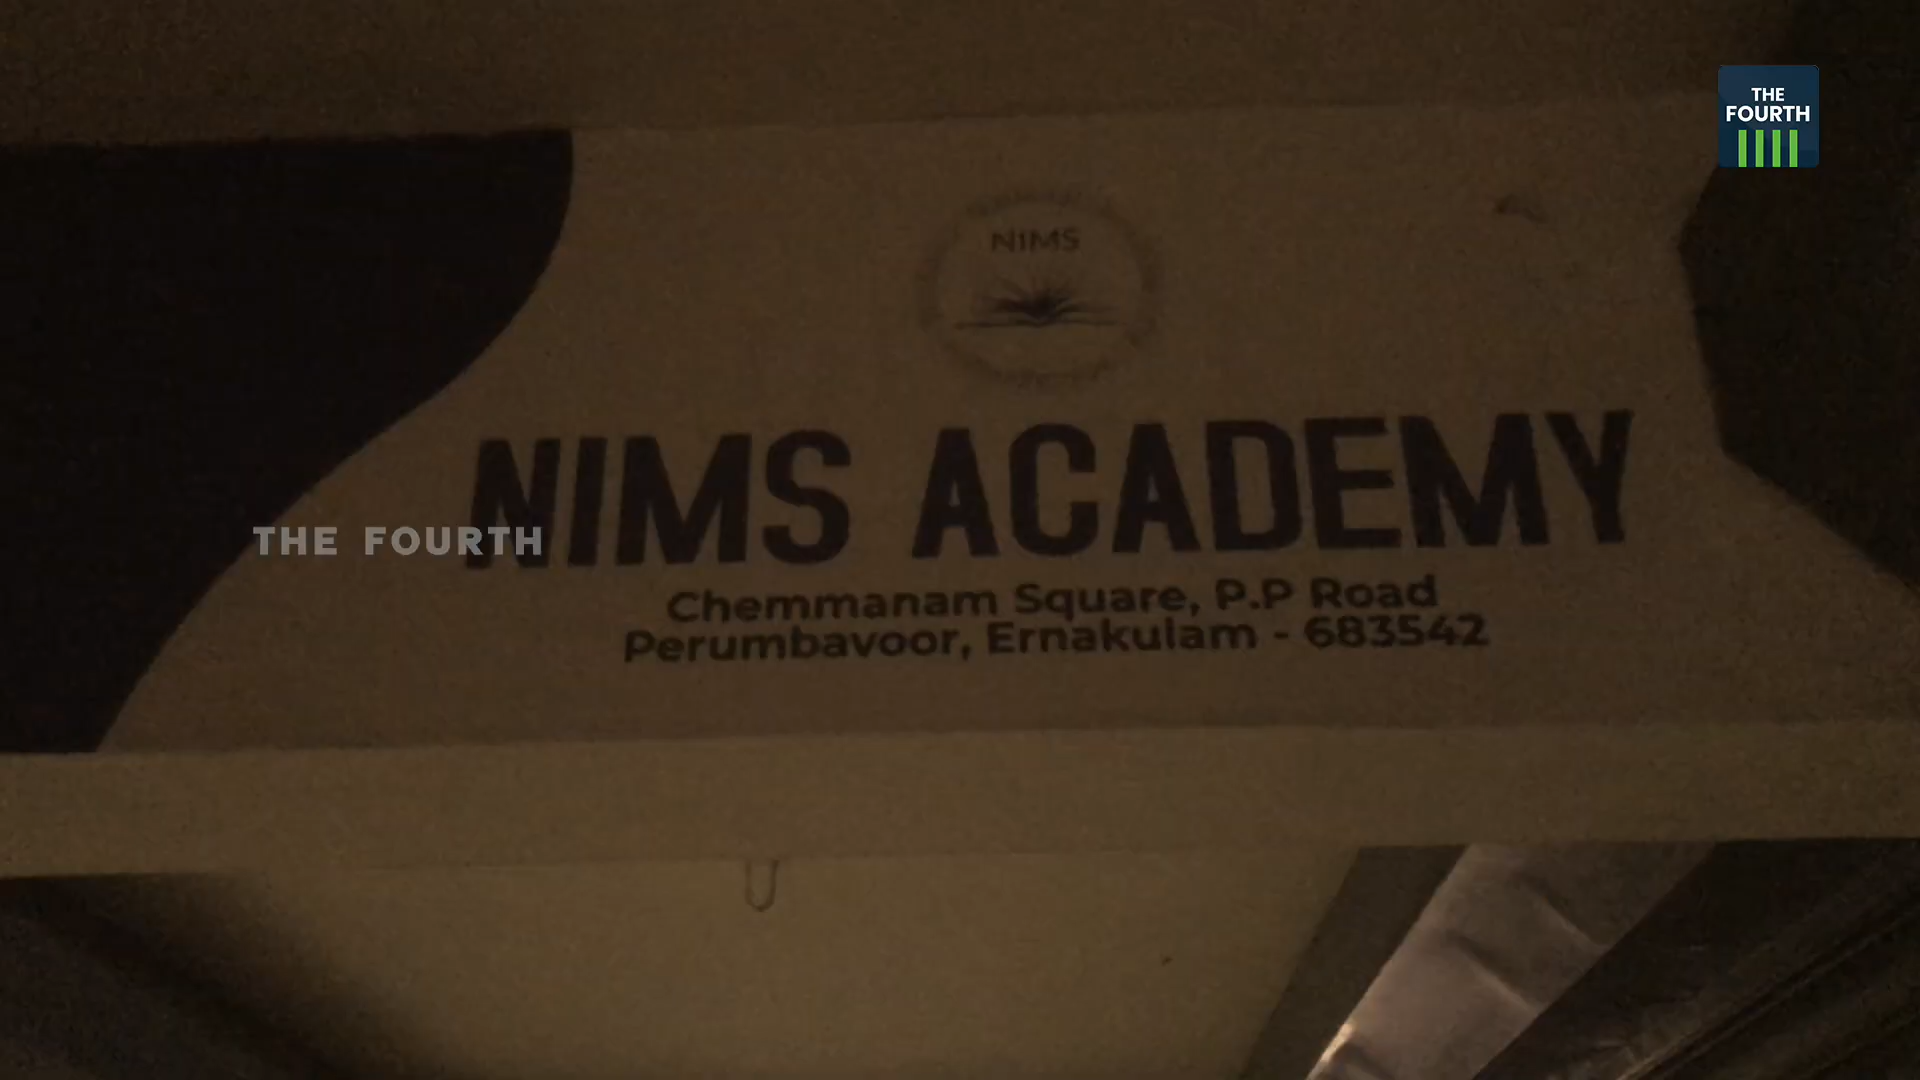 THE
FOURTH
NIMS
NIMS ACADEMY
THE FOURTH
Chemmanam Square, P.P Road
Perumbavoor, Ernakulam - 683542